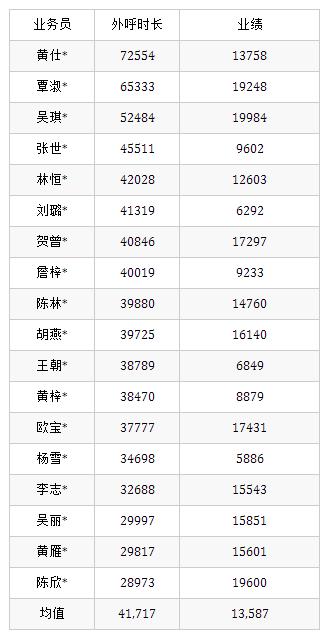 业务员 外呼时长 业绩
黄仕* 72554 13758
覃淑* 65333 19248
吴琪* 52484 19984
张世* 45511 9602
林恒* 42028 12603
刘璐* 41319 6292
贺曾* 40846 17297
詹梓* 40019 9233
陈林* 39880 14760
胡燕* 39725 16140
王朝* 38789 6849
黄梓* 38470 8879
欧宝* 37777 17431
杨雪* 34698 5886
李志* 32688 15543
吴丽* 29997 15851
黄雁* 29817 15601
陈欣* 28973 19600
均值 41,717 13,587